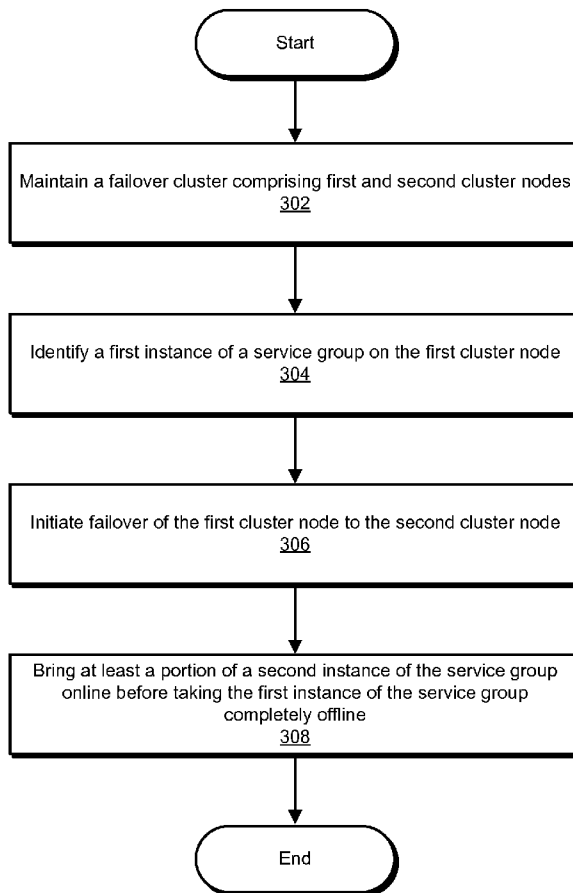 Start
Maintain a failover cluster comprising first and second cluster nodes
302
Identify a first instance of a service group on the first cluster node
304
Initiate failover of the first cluster node to the second cluster node
306
Bring at least a portion of a second instance of the service group
online before taking the first instance of the service group
completely offline
308
End